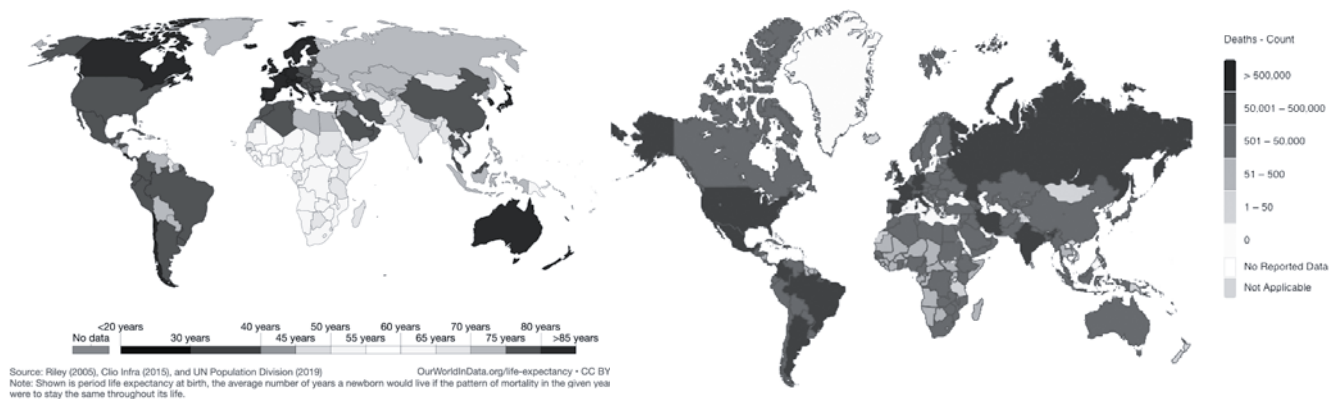 <20 years 40 years 50 years 60 years 70 years 80 years
No data 30 years 45 years 55 years 65 years 75 years >85 years
Source: Riley (2005), Clio Infra (2015), and UN Population Division (2019) OurWorldInData.org/life-expectancy • CC BY
Note: Shown is period life expectancy at birth, the average number of years a newborn would live if the pattern of mortality in the given year
were to stay the same throughout its life.
Deaths - Count
> 500,000
50,001 – 500,000
501 – 50,000
51 – 500
1 – 50
0
No Reported Data
Not Applicable